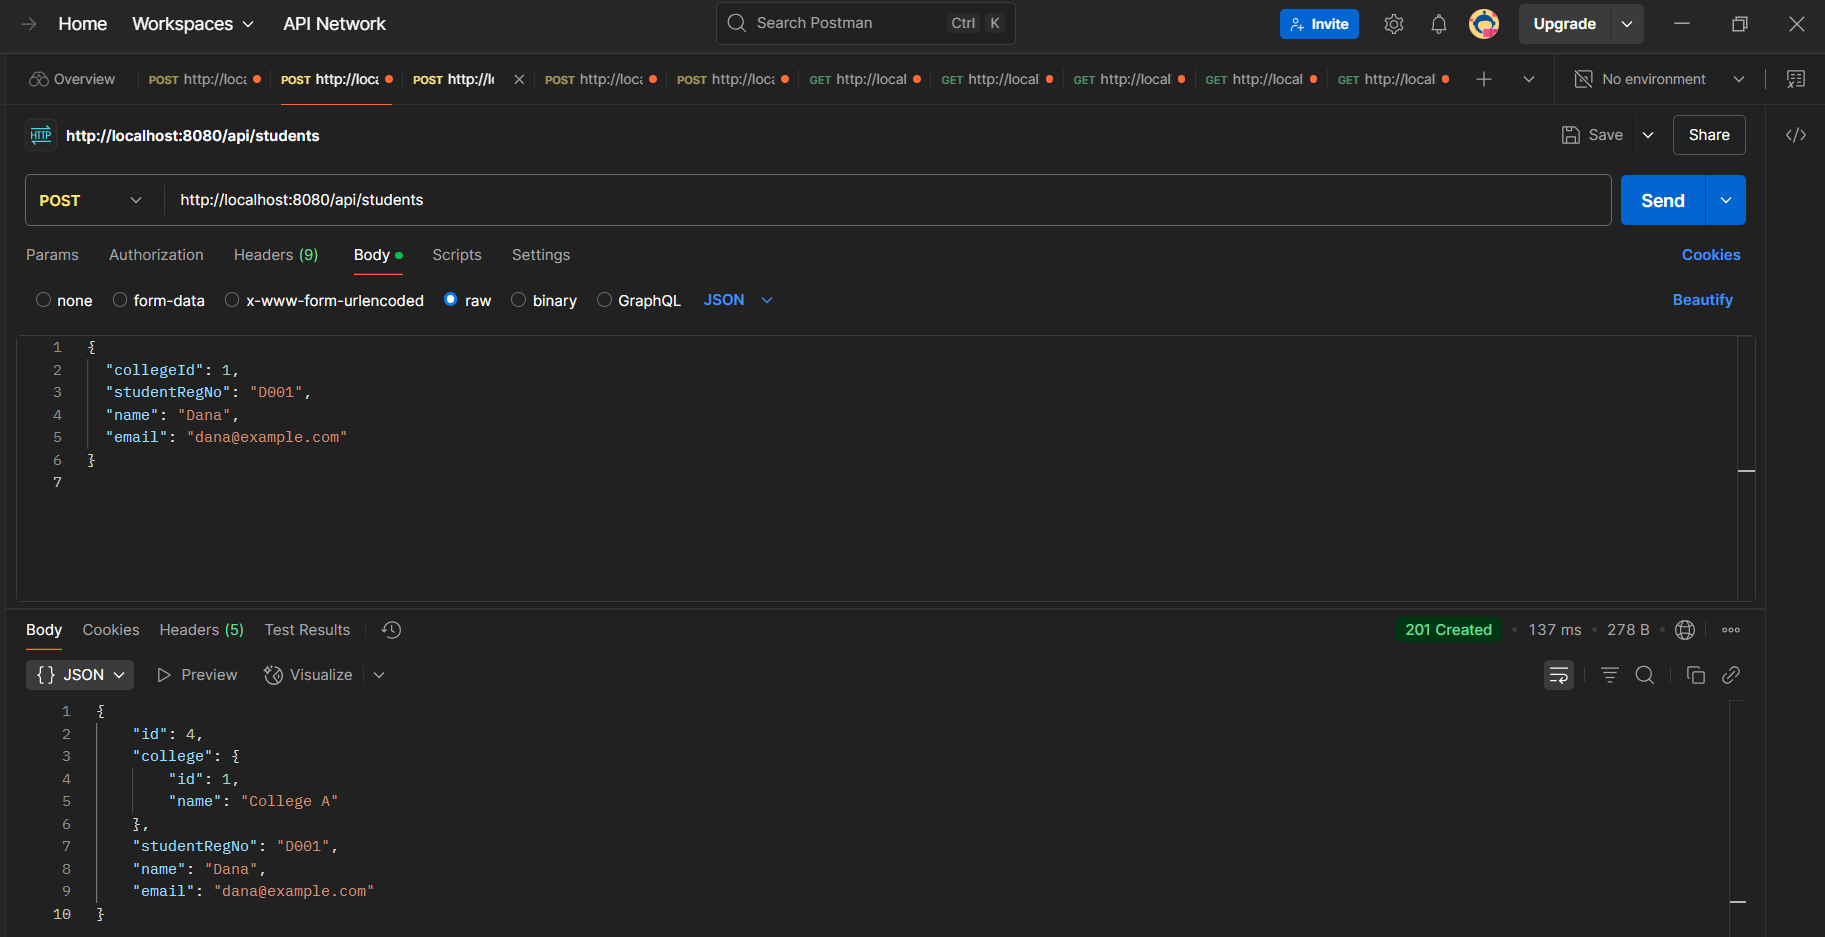 Home Workspaces API Network Search Postman Ctrl K Invite Upgrade
Overview POST http://loca POST http://loca POST http://lo POST http://loca POST http://loca GET http://local GET http://local GET http://local GET http://local GET http://local No environment
HTTP http://localhost:8080/api/students Save Share
POST http://localhost:8080/api/students Send
Params Authorization Headers (9) Body Scripts Settings Cookies
none form-data x-www-form-urlencoded raw binary GraphQL JSON Beautify
1 {
2 "collegeId": 1,
3 "studentRegNo": "D001",
4 "name": "Dana",
5 "email": "dana@example.com"
6 }
7
Body Cookies Headers (5) Test Results 201 Created • 137 ms • 278 B •
{} JSON Preview Visualize
1 {
2 "id": 4,
3 "college": {
4 "id": 1,
5 "name": "College A"
6 },
7 "studentRegNo": "D001",
8 "name": "Dana",
9 "email": "dana@example.com"
10 }